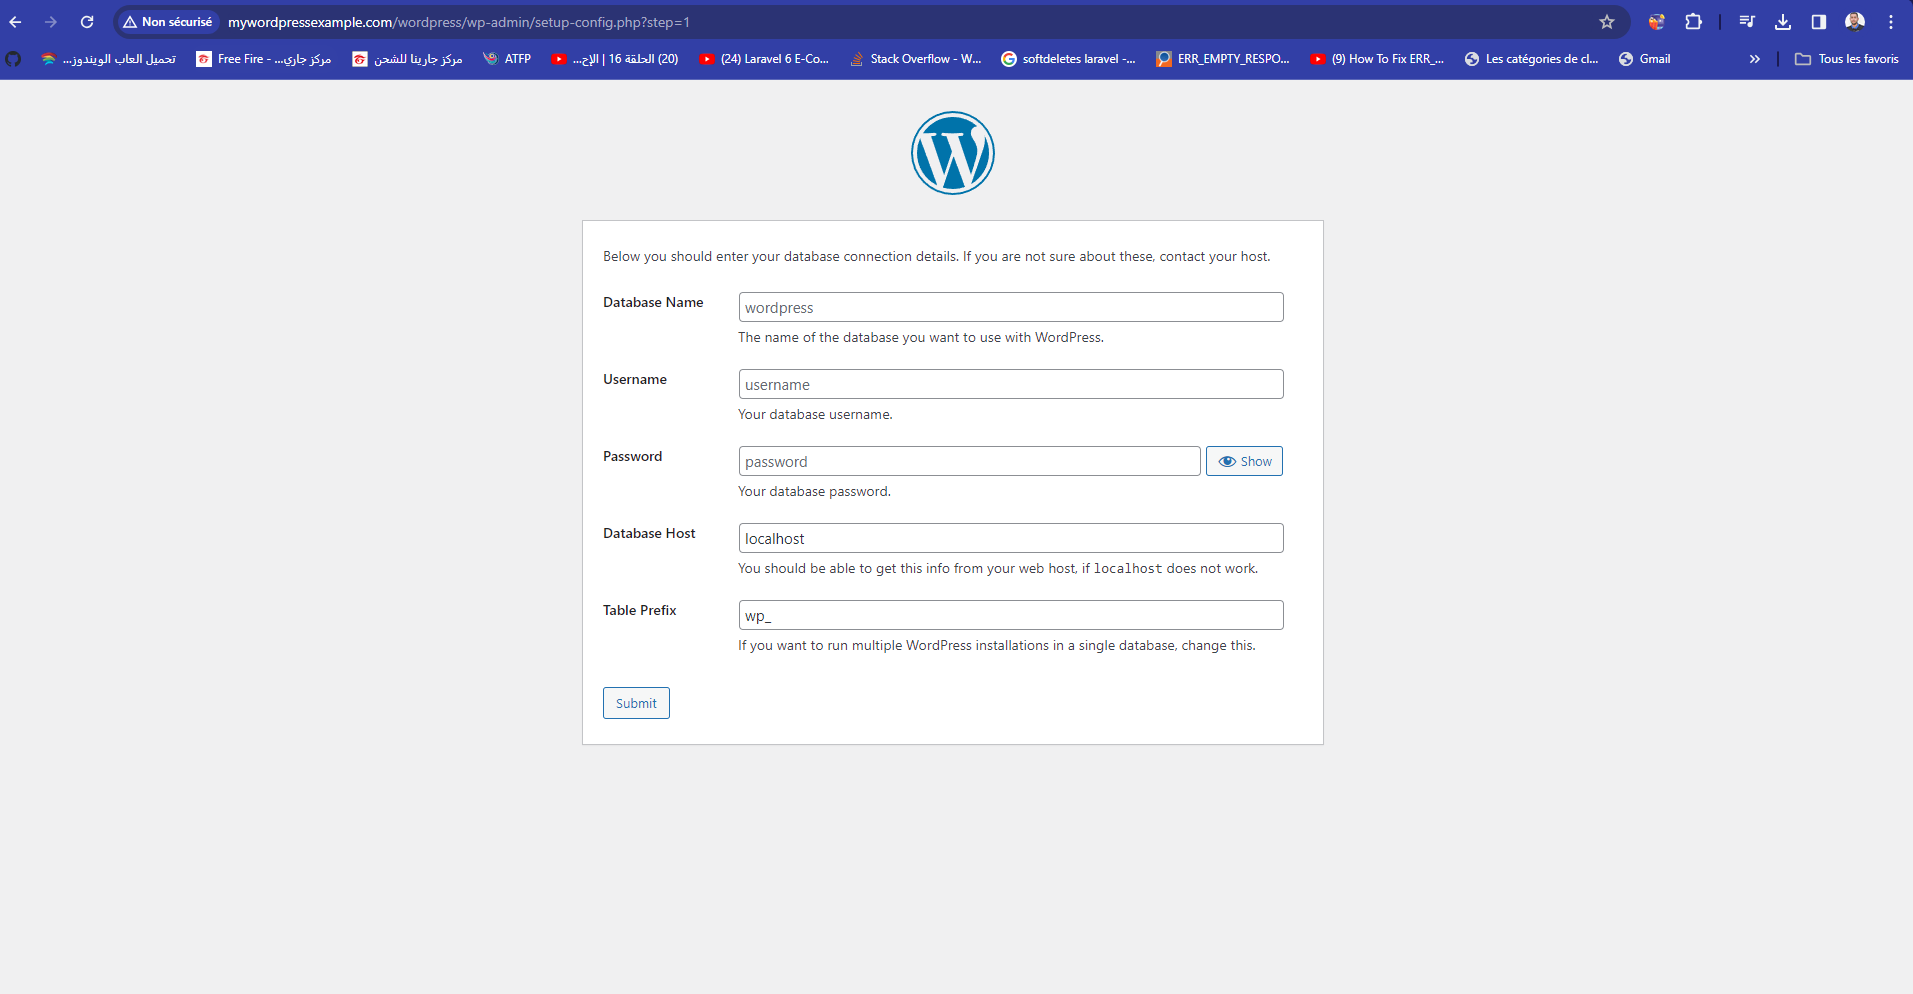 Non sécurisé mywordpressexample.com/wordpress/wp-admin/setup-config.php?step=1
تحميل العاب الويندوز... Free Fire - مركز جاري... مركز جارينا للشحن ATFP (20) الحلقة 16 | الإح... (24) Laravel 6 E-Co... Stack Overflow - W... softdeletes laravel -... ERR_EMPTY_RESPO... (9) How To Fix ERR_... Les catégories de cl... Gmail » Tous les favoris
Below you should enter your database connection details. If you are not sure about these, contact your host.
Database Name wordpress
The name of the database you want to use with WordPress.
Username username
Your database username.
Password password Show
Your database password.
Database Host localhost
You should be able to get this info from your web host, if localhost does not work.
Table Prefix wp_
If you want to run multiple WordPress installations in a single database, change this.
Submit